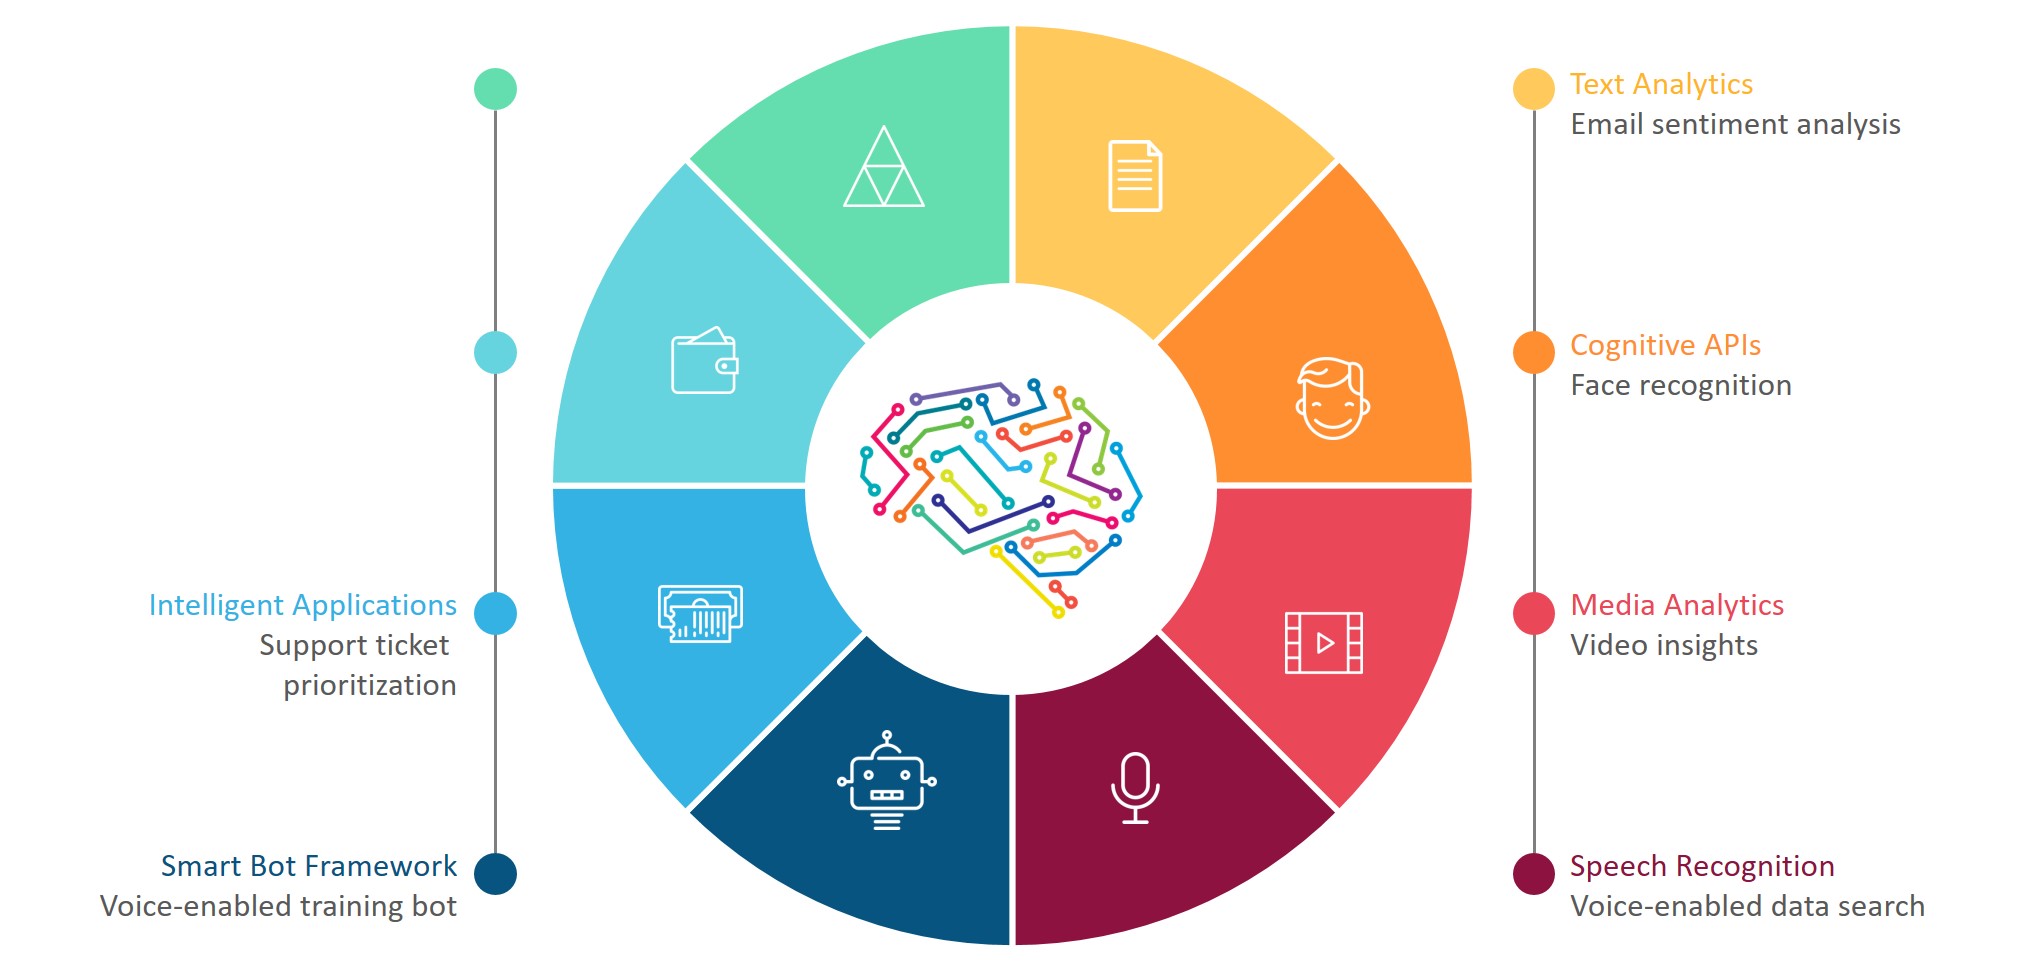 Text Analytics
Email sentiment analysis
Cognitive APIs
Face recognition
Intelligent Applications
Support ticket
prioritization
Media Analytics
Video insights
Smart Bot Framework
Voice-enabled training bot
Speech Recognition
Voice-enabled data search